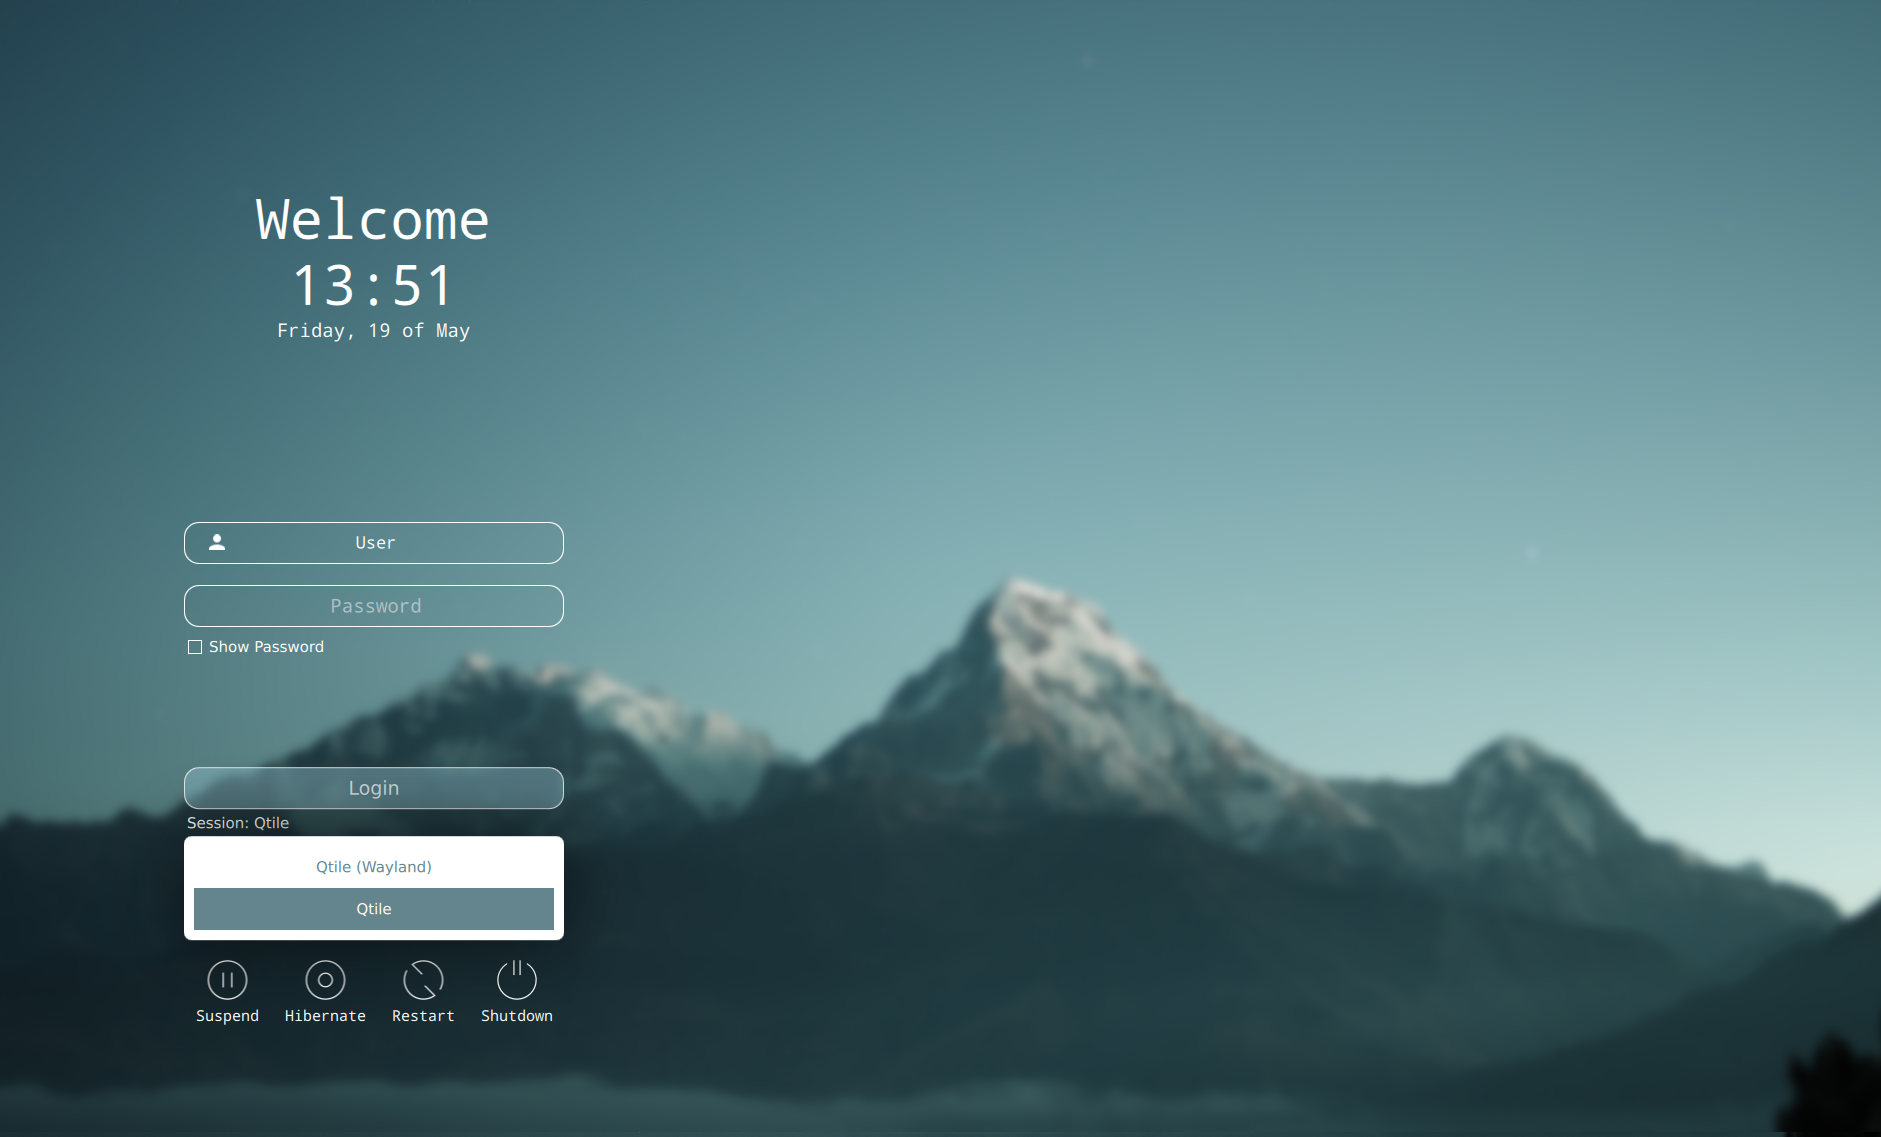 Welcome
13:51
Friday, 19 of May
User
Password
Show Password
Login
Session: Qtile
Qtile (Wayland)
Qtile
Suspend Hibernate Restart Shutdown